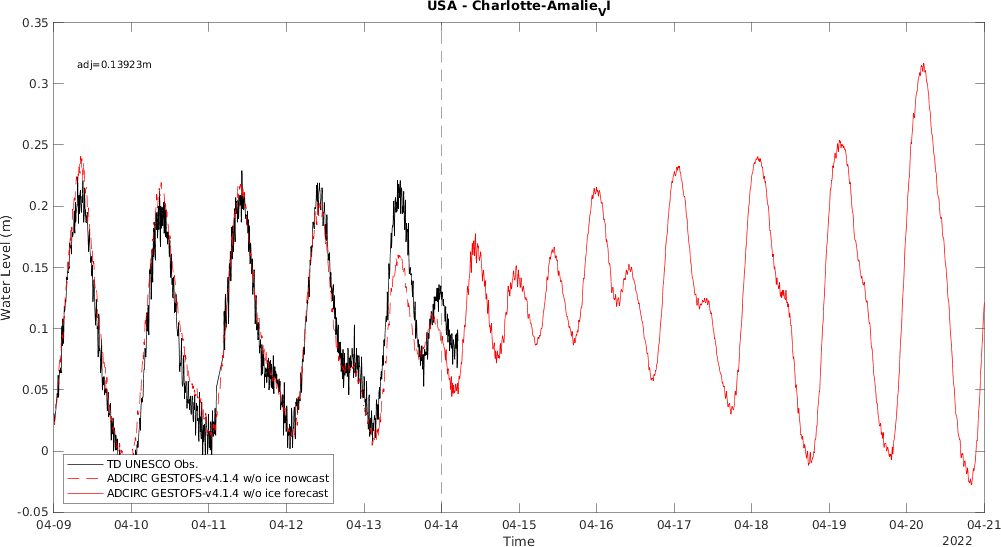 USA - Charlotte-Amalie_VI
adj=0.13923m
0.35
0.3
0.25
0.2
0.15
0.1
0.05
0
-0.05
Water Level (m)
TD UNESCO Obs.
ADCIRC GESTOFS-v4.1.4 w/o ice nowcast
ADCIRC GESTOFS-v4.1.4 w/o ice forecast
04-09 04-10 04-11 04-12 04-13 04-14 04-15 04-16 04-17 04-18 04-19 04-20 04-21
Time
2022